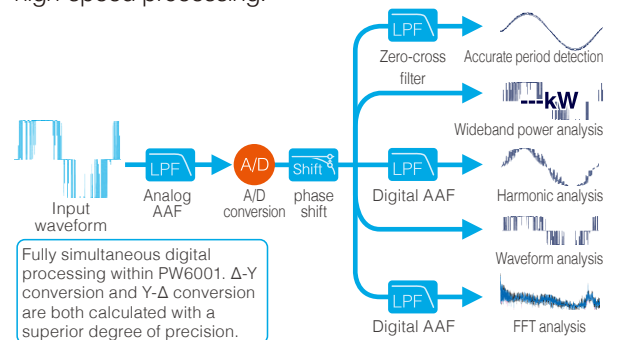 high-speed processing.
LPF
Zero-cross
filter
Accurate period detection
---kW
Wideband power analysis
Input
waveform
LPF
Analog
AAF
A/D
A/D
conversion
Shift
phase
shift
LPF
Digital AAF
Harmonic analysis
Waveform analysis
LPF
Digital AAF
FFT analysis
Fully simultaneous digital
processing within PW6001. Δ-Y
conversion and Y-Δ conversion
are both calculated with a
superior degree of precision.